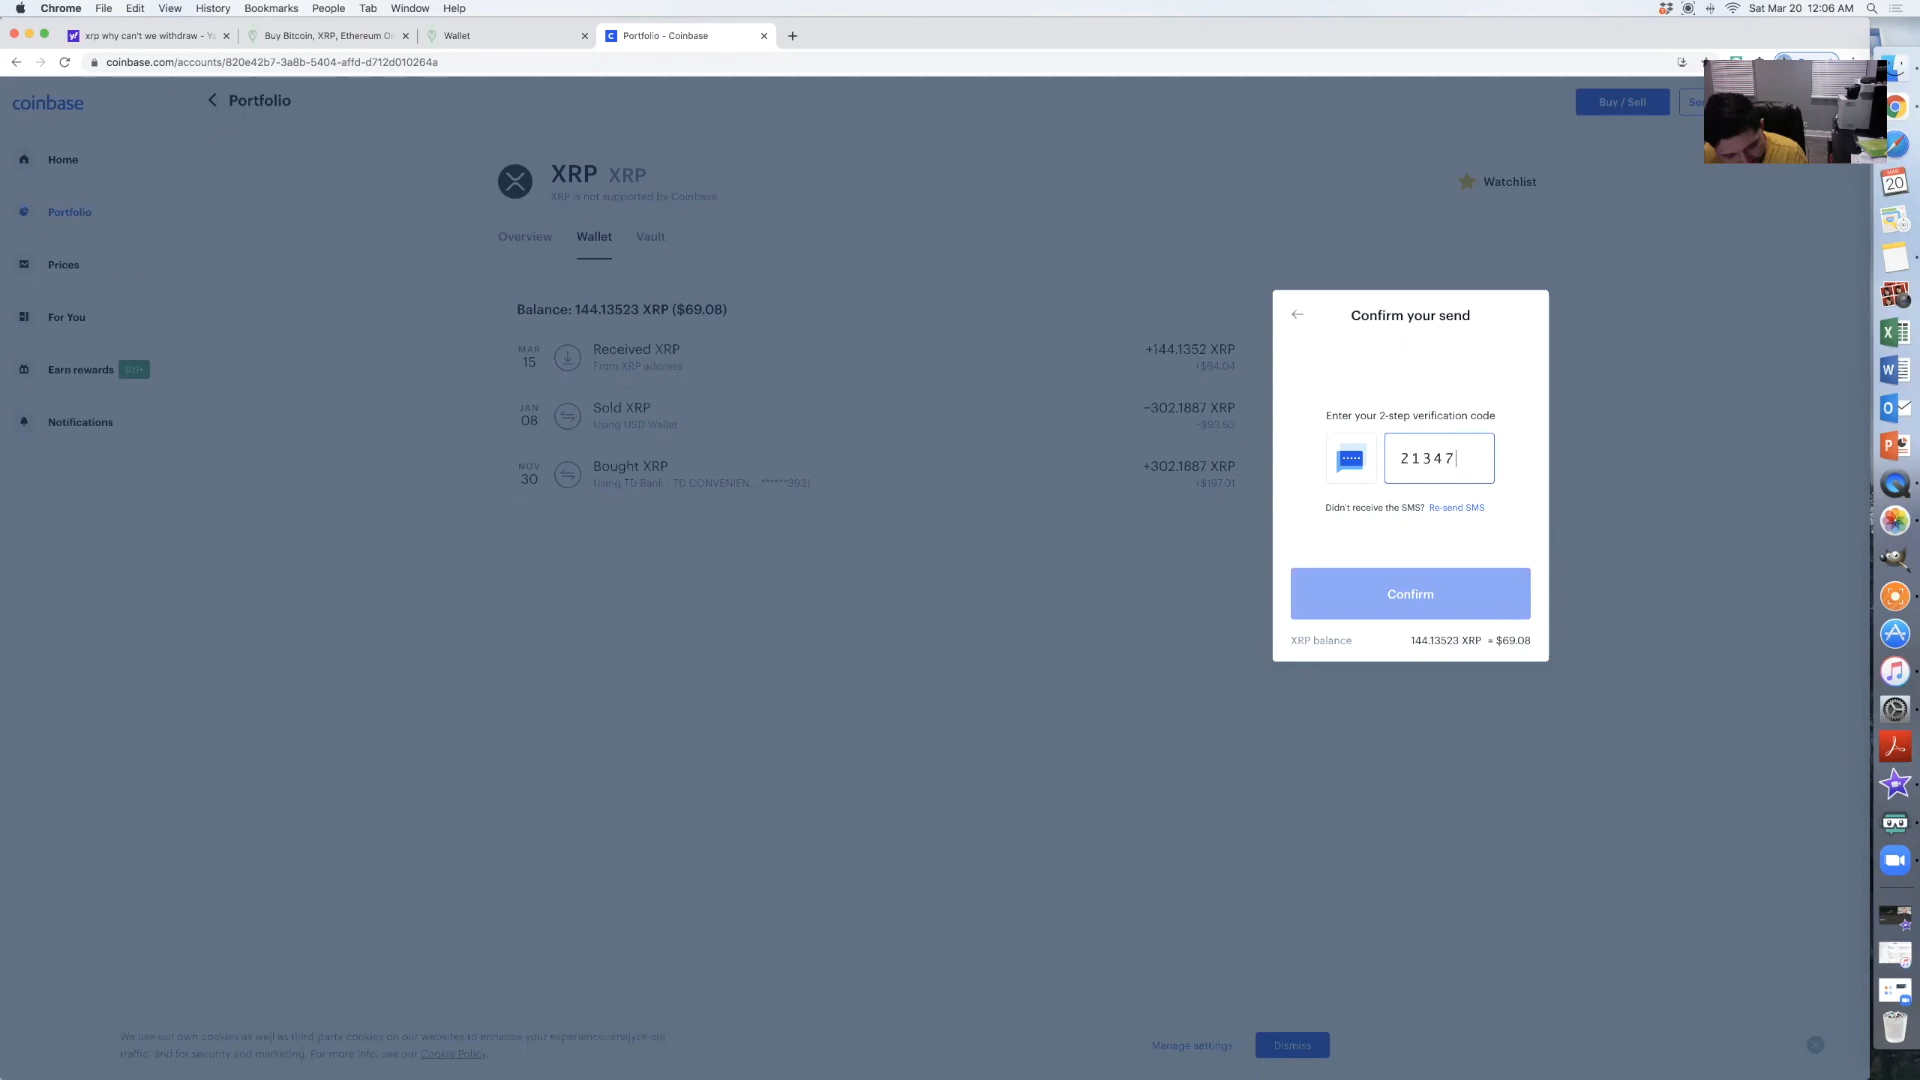 Chrome File Edit View History Bookmarks People Tab Window Help
Sat Mar 20 12:06 AM
xrp why can't we withdraw - Y
Buy Bitcoin, XRP, Ethereum O
Wallet
Portfolio - Coinbase
coinbase.com/accounts/820e42b7-3a8b-5404-affd-d712d010264a
coinbase
Portfolio
Buy / Sell
Home
Portfolio
Prices
For You
Earn rewards $31+
Notifications
XRP XRP
XRP is not supported by Coinbase
Watchlist
Overview Wallet Vault
Balance: 144.13523 XRP ($69.08)
MAR 15
Received XRP
From XRP address
+144.1352 XRP
+$64.04
JAN 08
Sold XRP
Using USD Wallet
−302.1887 XRP
−$93.93
NOV 30
Bought XRP
Using TD Bank - TD CONVENIEN... ******3931
+302.1887 XRP
+$197.01
Confirm your send
Enter your 2-step verification code
21347
Didn't receive the SMS? Re-send SMS
Confirm
XRP balance 144.13523 XRP ≈ $69.08
We use our own cookies as well as third party cookies on our websites to enhance your experience, analyze our
traffic, and for security and marketing. For more info, see our Cookie Policy.
Manage settings
Dismiss